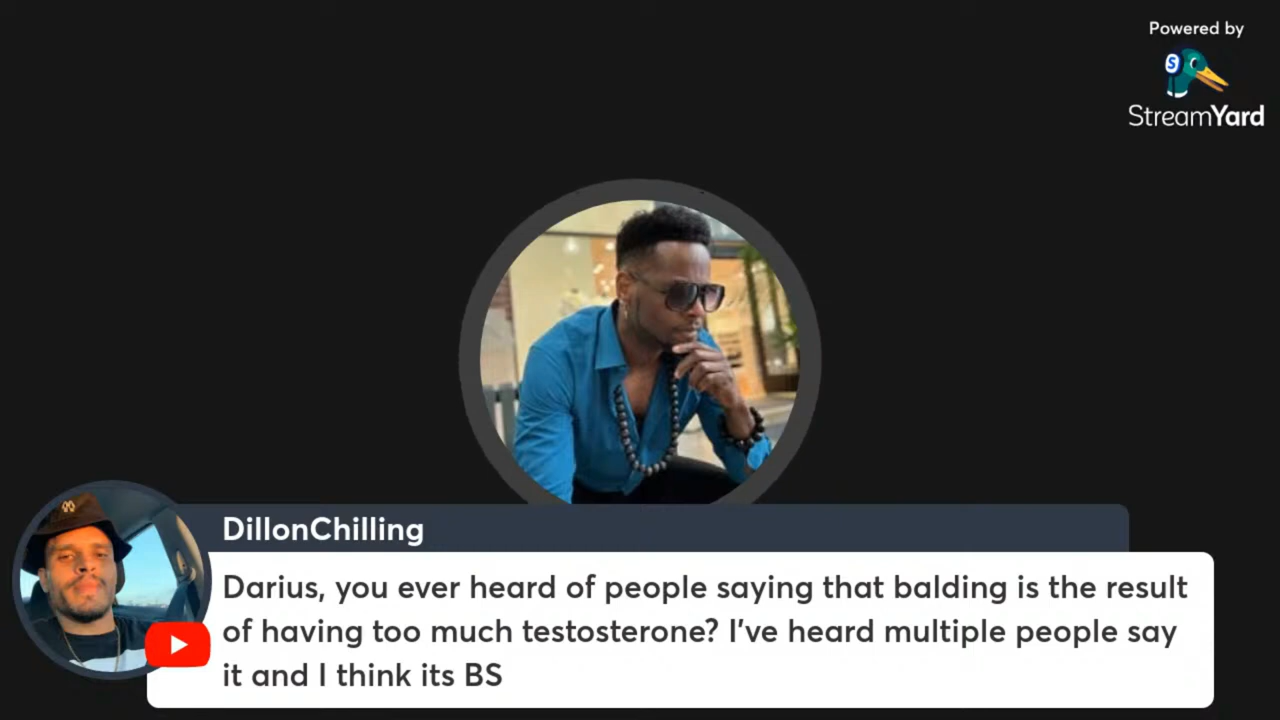 Powered by
StreamYard
DillonChilling
Darius, you ever heard of people saying that balding is the result
of having too much testosterone? I've heard multiple people say
it and I think its BS